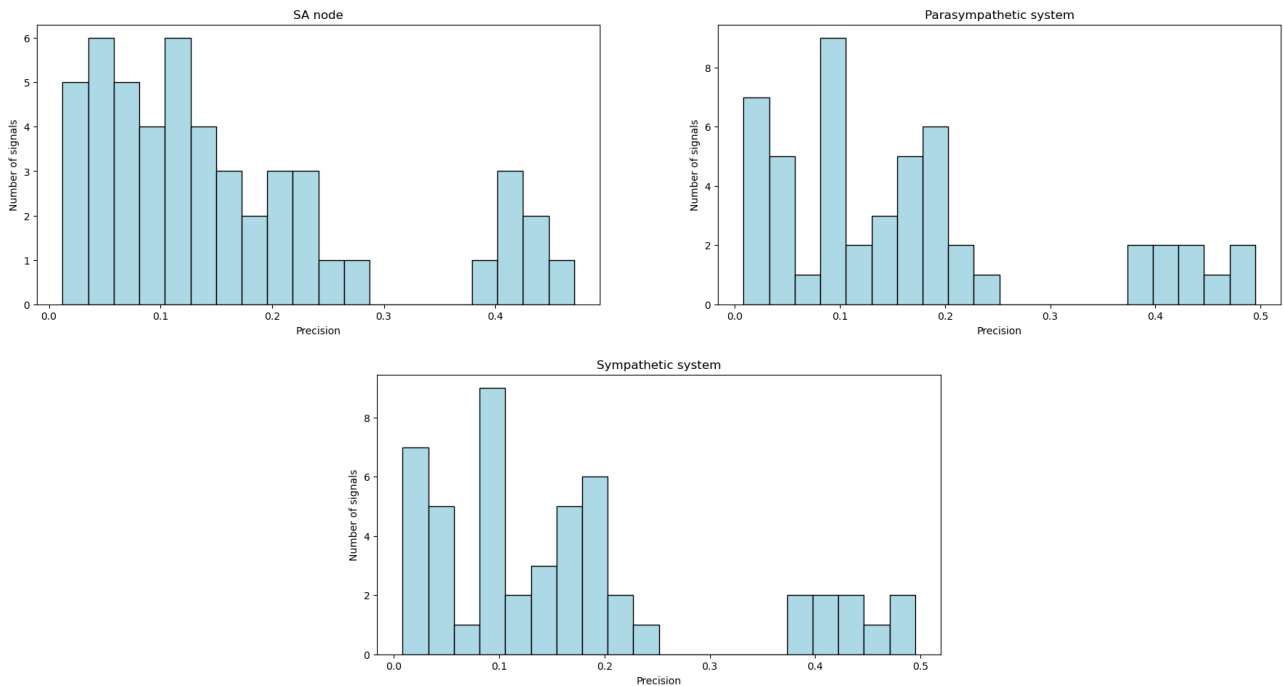 SA node
Number of signals
6
5
4
3
2
1
0
0.0 0.1 0.2 0.3 0.4
Precision
Parasympathetic system
Number of signals
8
6
4
2
0
0.0 0.1 0.2 0.3 0.4 0.5
Precision
Sympathetic system
Number of signals
8
6
4
2
0
0.0 0.1 0.2 0.3 0.4 0.5
Precision